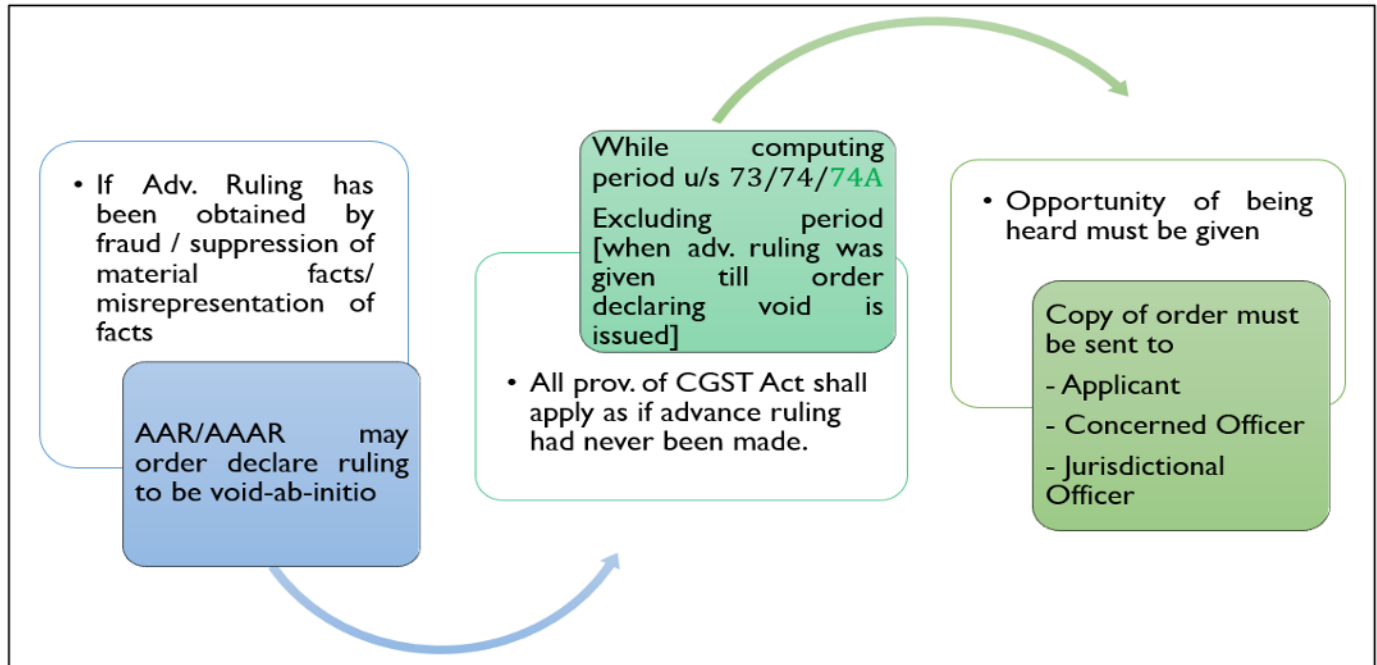 • If Adv. Ruling has
been obtained by
fraud / suppression of
material facts/
misrepresentation of
facts
AAR/AAAR may
order declare ruling
to be void-ab-initio
While computing
period u/s 73/74/74A
Excluding period
[when adv. ruling was
given till order
declaring void is
issued]
• All prov. of CGST Act shall
apply as if advance ruling
had never been made.
• Opportunity of being
heard must be given
Copy of order must
be sent to
- Applicant
- Concerned Officer
- Jurisdictional
Officer